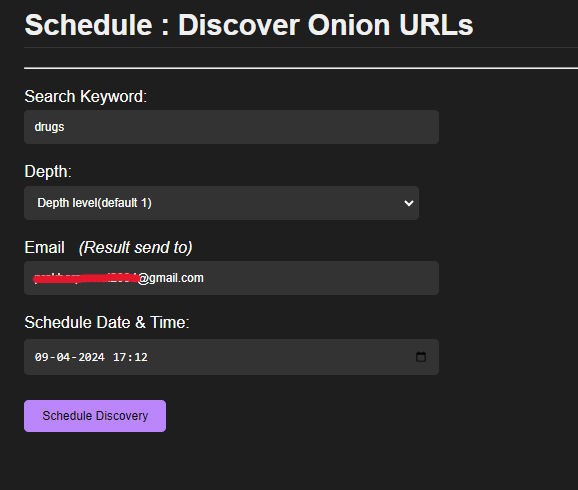 Schedule : Discover Onion URLs
Search Keyword:
drugs
Depth:
Depth level(default 1)
Email (Result send to)
@gmail.com
Schedule Date & Time:
09-04-2024 17:12
Schedule Discovery